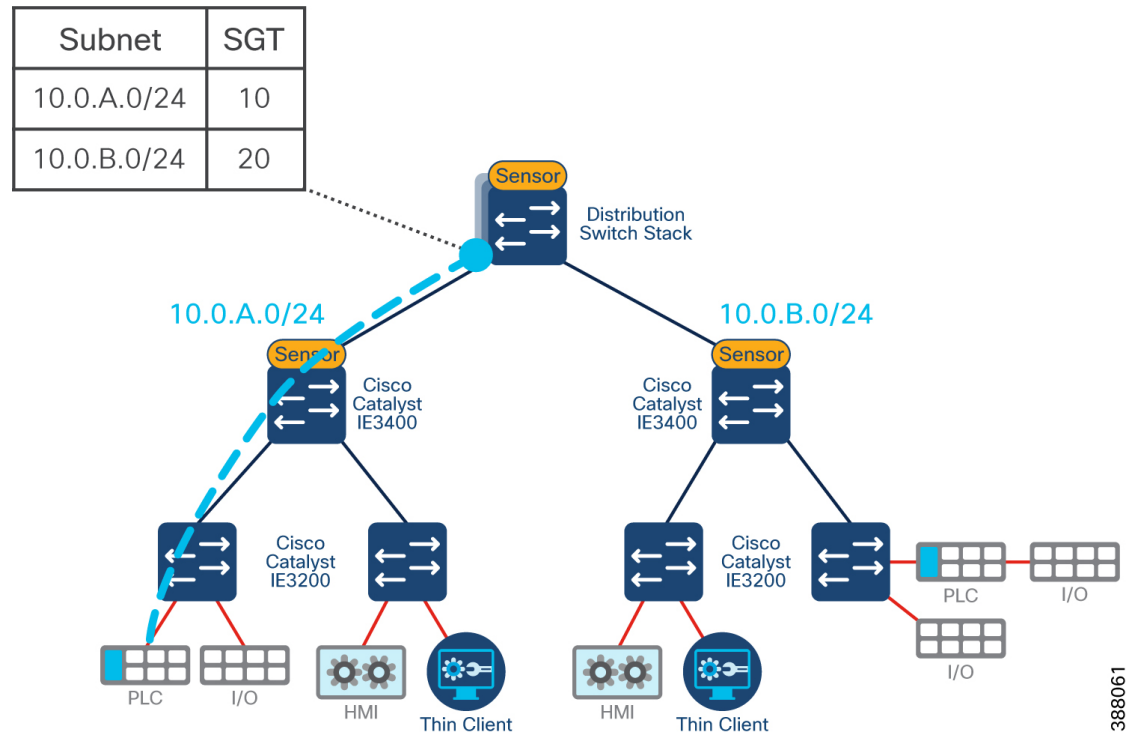 Subnet SGT
10.0.A.0/24 10
10.0.B.0/24 20
Sensor
Distribution
Switch Stack
10.0.A.0/24
10.0.B.0/24
Sensor
Cisco
Catalyst
IE3400
Sensor
Cisco
Catalyst
IE3400
Cisco
Catalyst
IE3200
Cisco
Catalyst
IE3200
PLC
I/O
HMI
Thin Client
HMI
Thin Client
PLC
I/O
I/O
388061